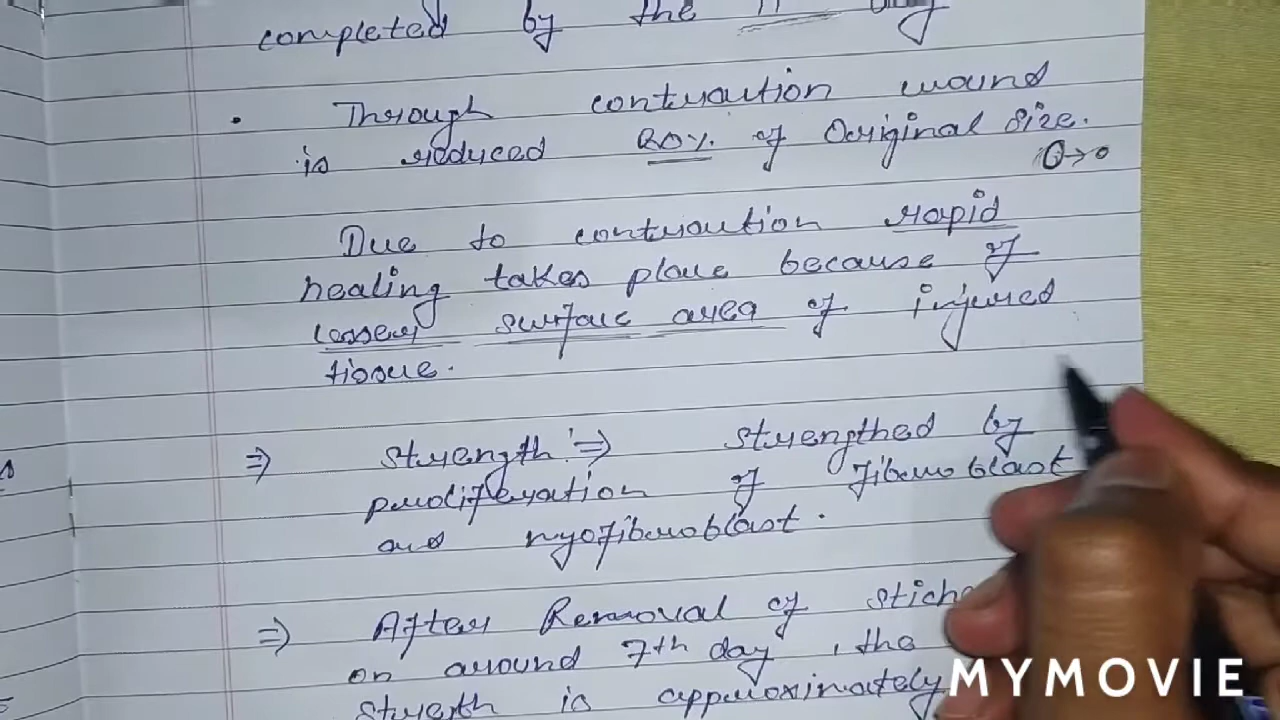 completed by the
• Through contraction wound
is reduced 80% of Original size.
Due to contraction rapid
healing takes place because of
lesser surface area of injured
tissue.
⇒ Strength :⇒ Strengthed by
proliferation of fibroblast
and myofibroblast.
⇒ After Removal of stiche
on around 7th day, the
strength is approximately
MYMOVIE